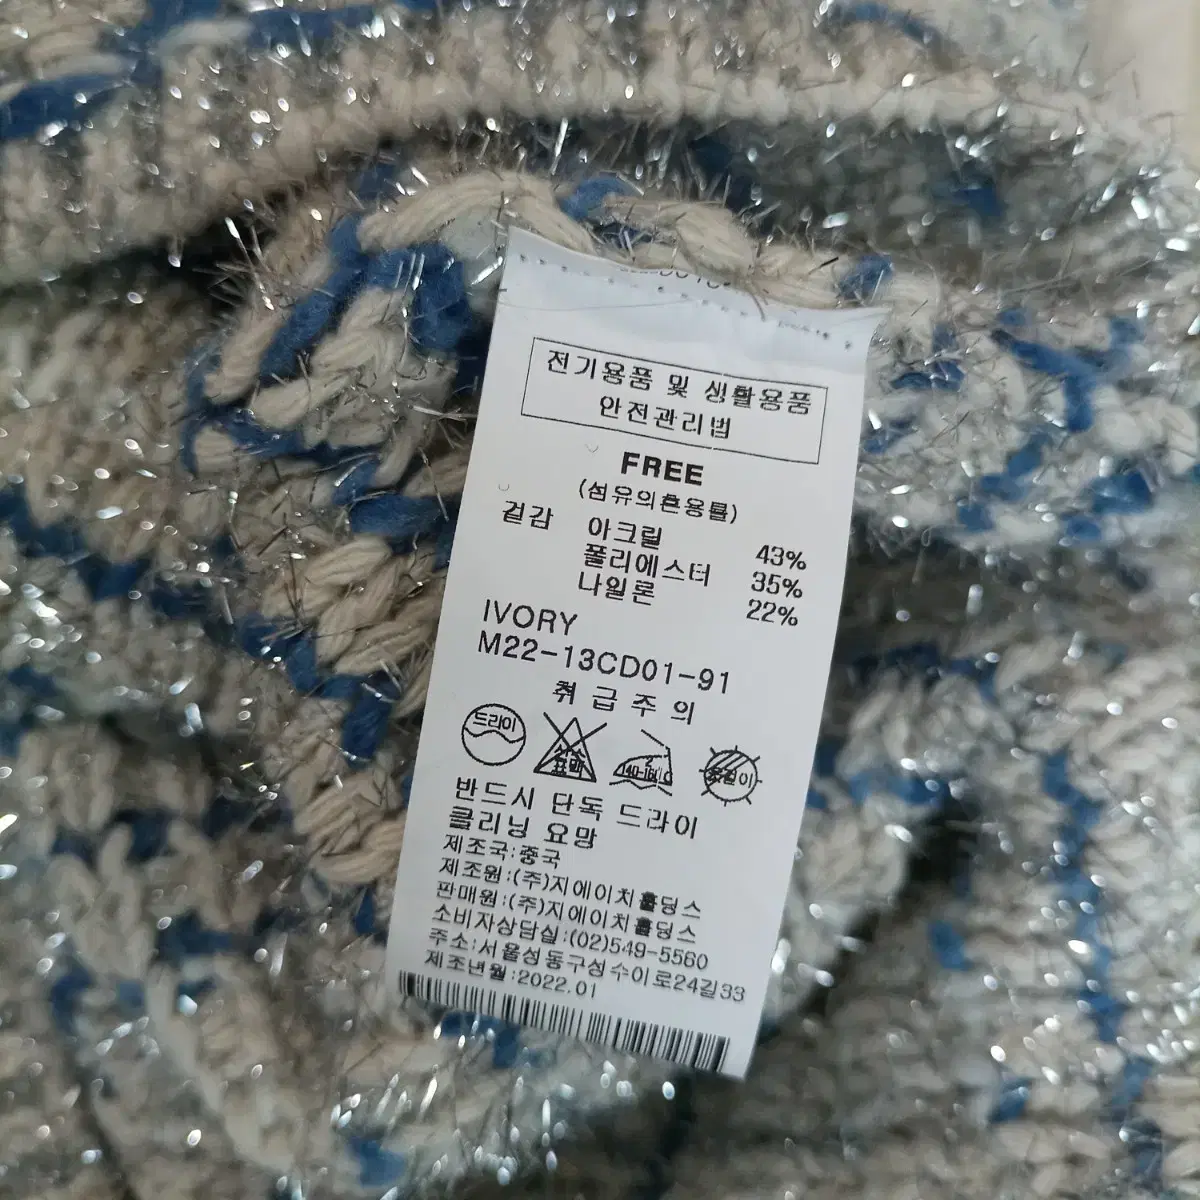 전기용품 및 생활용품
안전관리법
FREE
(섬유의혼용률)
겉감 아크릴 43%
폴리에스터 35%
나일론 22%
IVORY
M22-13CD01-91
취급주의
드라이
반드시 단독 드라이
클리닝 요망
제조국:중국
제조원:(주)지에이치홀딩스
판매원:(주)지에이치홀딩스
소비자상담실:(02)549-5560
주소:서울성동구성수이로24길33
제조년월:2022.01